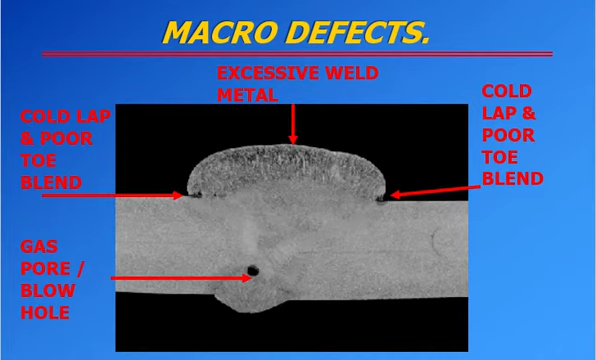 MACRO DEFECTS.
EXCESSIVE WELD
METAL
COLD LAP
& POOR
TOE
BLEND
COLD
LAP &
POOR
TOE
BLEND
GAS
PORE /
BLOW
HOLE